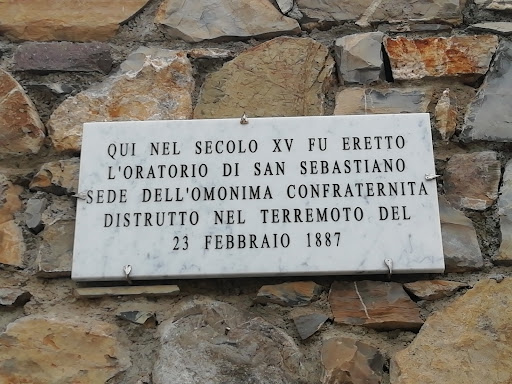 QUI NEL SECOLO XV FU ERETTO
L'ORATORIO DI SAN SEBASTIANO
SEDE DELL'OMONIMA CONFRATERNITA
DISTRUTTO NEL TERREMOTO DEL
23 FEBBRAIO 1887